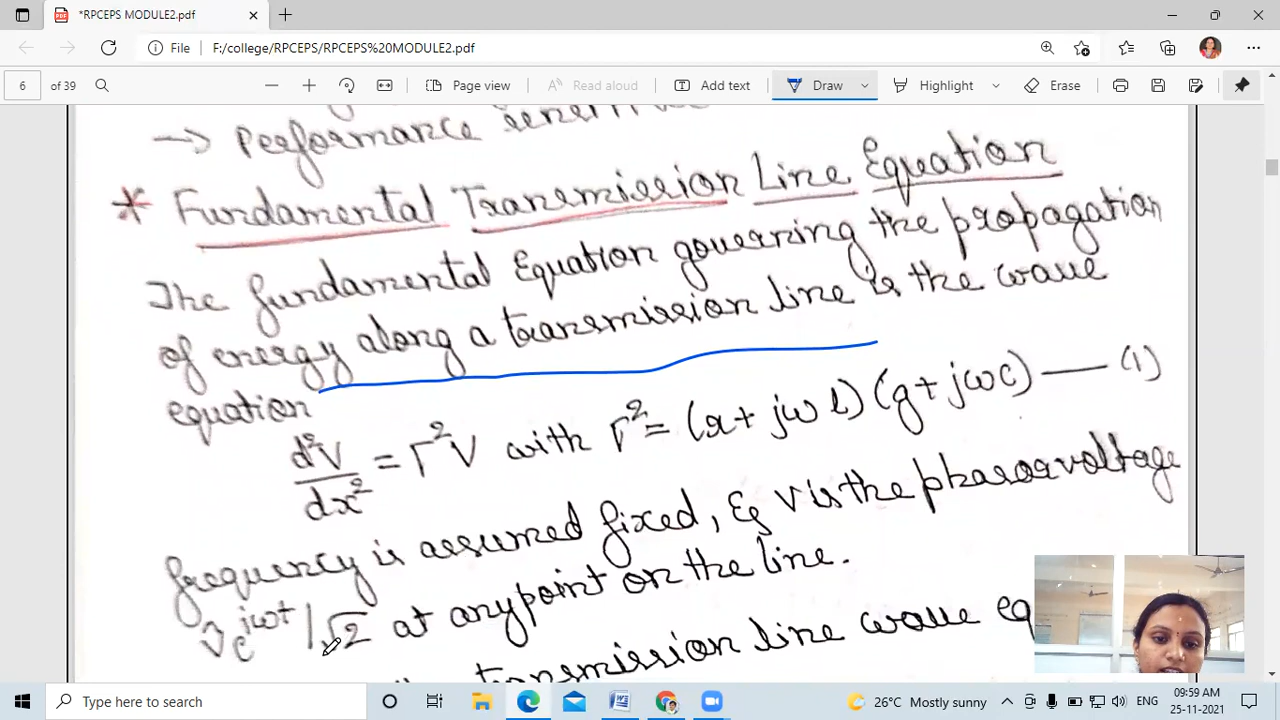 *RPCEPS MODULE2.pdf
File F:/college/RPCEPS/RPCEPS%20MODULE2.pdf
6 of 39 Page view Read aloud Add text Draw Highlight Erase
→ Performance
* Fundamental Transmission Line Equation
The fundamental Equation governing the propagation
of energy along a transmission line is the wave
equation
d²V/dx² = Γ²V with Γ² = (r + jωl)(g + jωc) — (1)
frequency is assumed fixed, & V is the phasor voltage
e^jωt/√2 at any point on the line.
transmission line wave eq
Type here to search 26°C Mostly sunny ENG 09:59 AM
25-11-2021